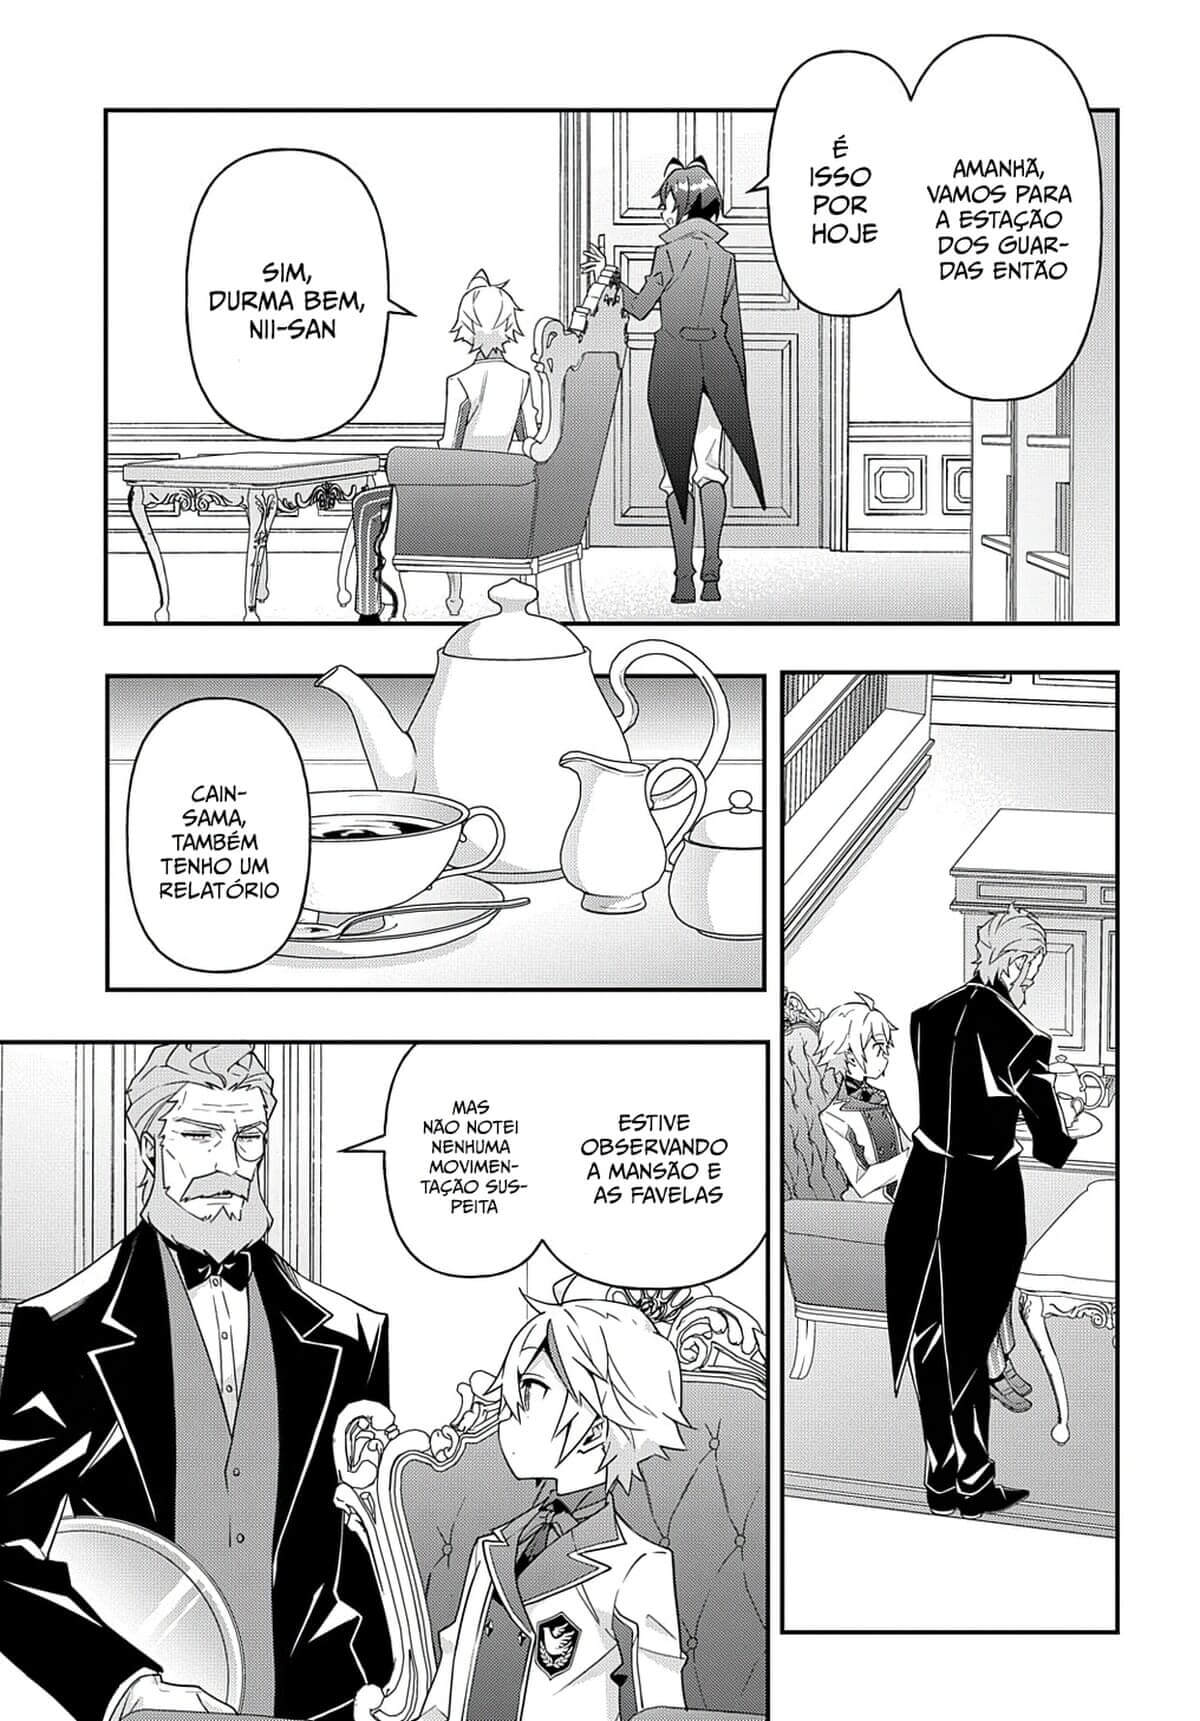 AMANHÃ,
VAMOS PARA
A ESTAÇÃO
DOS GUAR-
DAS ENTÃO
É
ISSO
POR
HOJE
SIM,
DURMA BEM,
NII-SAN
CAIN-
SAMA,
TAMBÉM
TENHO UM
RELATÓRIO
ESTIVE
OBSERVANDO
A MANSÃO E
AS FAVELAS
MAS
NÃO NOTEI
NENHUMA
MOVIMEN-
TAÇÃO SUS-
PEITA